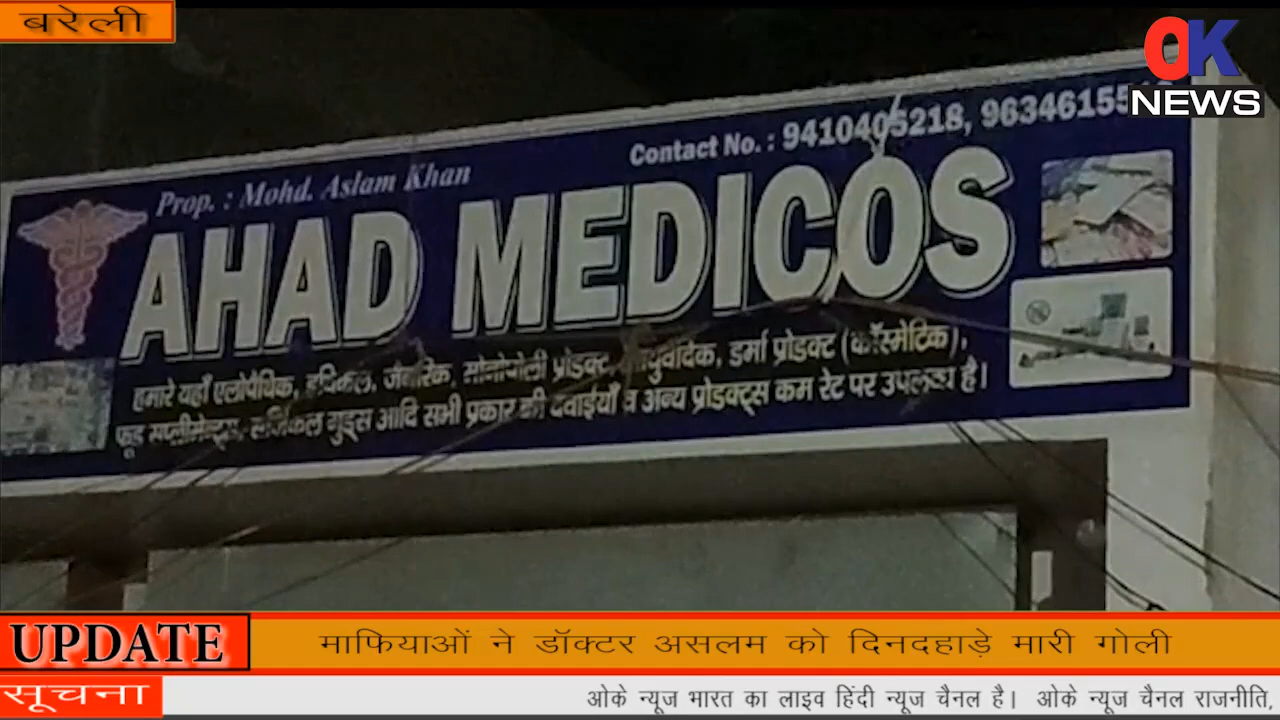 बरेली
OK
NEWS
Contact No. : 9410405218, 96346155
Prop. : Mohd. Aslam Khan
AHAD MEDICOS
हमारे यहाँ एलोपैथिक, जेनरिक, मोनोपोली प्रोडक्ट, डर्मा प्रोडक्ट (कॉस्मेटिक),
फूड सप्लीमेन्ट्स, सर्जिकल गुड्स आदि सभी प्रकार की दवाईयाँ व अन्य प्रोडक्ट्स कम रेट पर उपलब्ध है।
UPDATE
माफियाओं ने डॉक्टर असलम को दिनदहाड़े मारी गोली
सूचना
ओके न्यूज भारत का लाइव हिंदी न्यूज चैनल है। ओके न्यूज चैनल राजनीति,